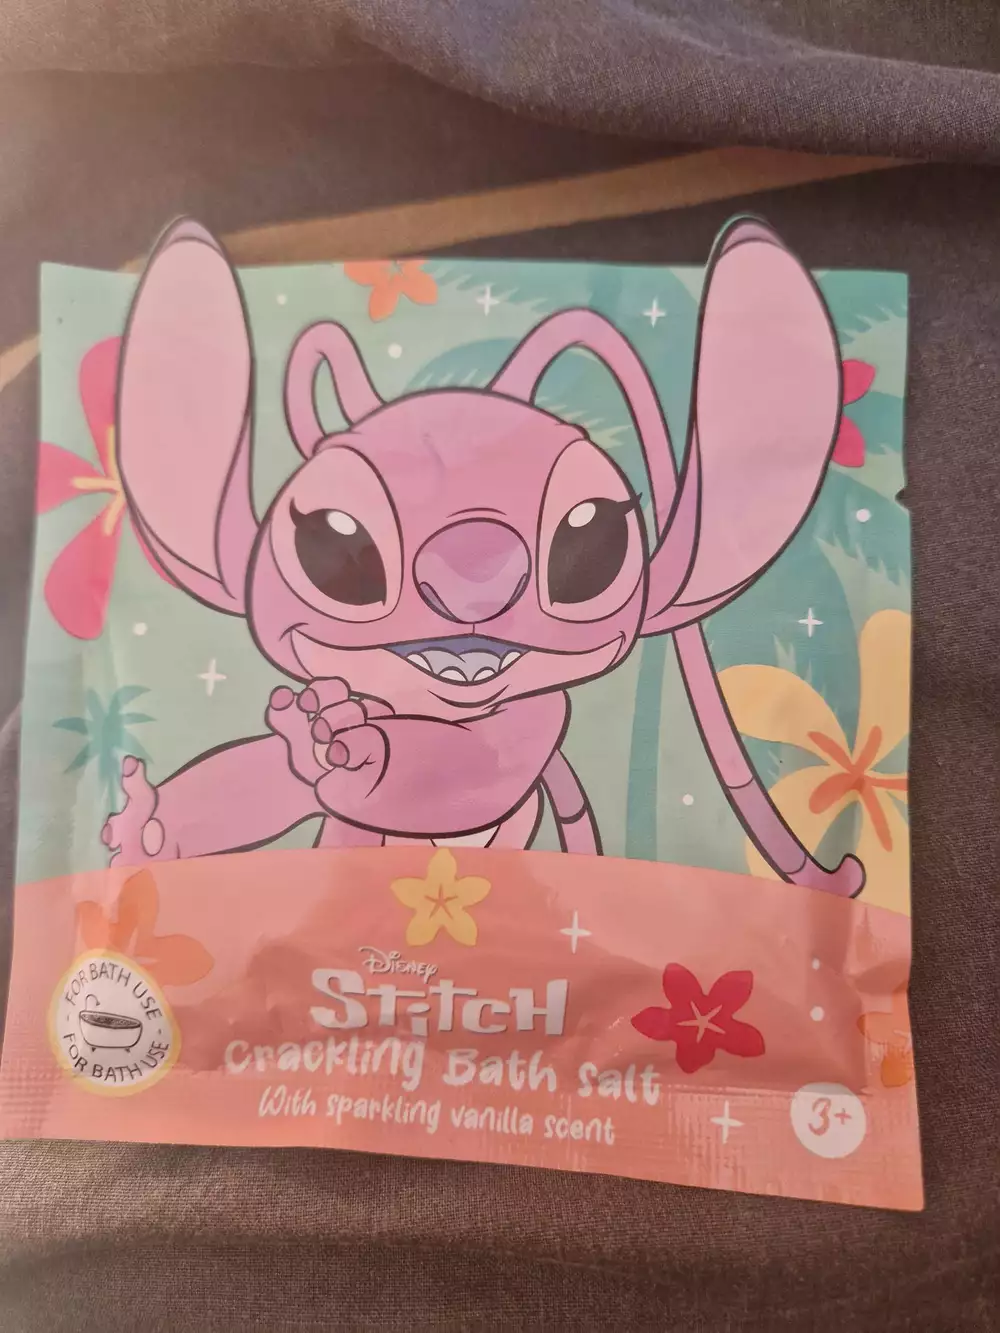 DISNEY
STITCH
Crackling Bath Salt
With sparkling vanilla scent
- FOR BATH USE -
FOR BATH USE
3+